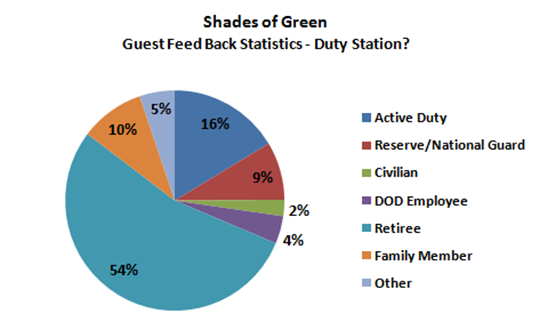 Shades of Green
Guest Feed Back Statistics - Duty Station?
5%
16%
10%
9%
2%
4%
54%
Active Duty
Reserve/National Guard
Civilian
DOD Employee
Retiree
Family Member
Other